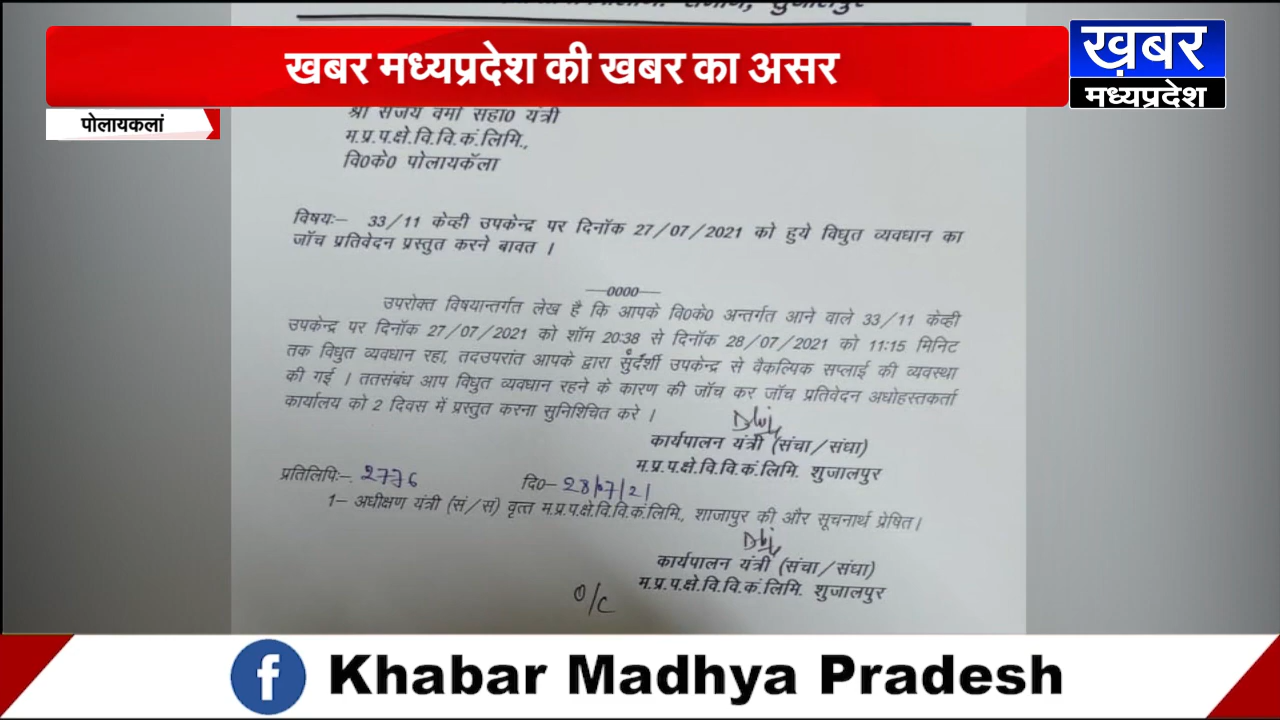 शुजालपुर
खबर मध्यप्रदेश की खबर का असर
ख़बर
मध्यप्रदेश
पोलायकलां
श्री संजय वर्मा सहा0 यंत्री
म.प्र.प.क्षे.वि.वि.कं.लिमि.,
वि0के0 पोलायकॅला
विषयः– 33/11 केव्ही उपकेन्द्र पर दिनॉक 27/07/2021 को हुये विधुत व्यवधान का
जॉच प्रतिवेदन प्रस्तुत करने बावत ।
—0000—
उपरोक्त विषयान्तर्गत लेख है कि आपके वि0के0 अन्तर्गत आने वाले 33/11 केव्ही
उपकेन्द्र पर दिनॉक 27/07/2021 को शॉम 20:38 से दिनॉक 28/07/2021 को 11:15 मिनिट
तक विधुत व्यवधान रहा, तदउपरांत आपके द्वारा सुंदर्शी उपकेन्द्र से वैकल्पिक सप्लाई की व्यवस्था
की गई । ततसंबंध आप विधुत व्यवधान रहने के कारण की जॉच कर जॉच प्रतिवेदन अधोहस्तकर्ता
कार्यालय को 2 दिवस में प्रस्तुत करना सुनिशिचित करे ।
कार्यपालन यंत्री (संचा/संधा)
म.प्र.प.क्षे.वि.वि.कं.लिमि. शुजालपुर
प्रतिलिपिः–. 2776 दि0– 28/07/21
1– अधीक्षण यंत्री (सं/स) वृत्त म.प्र.प.क्षे.वि.वि.कं.लिमि., शाजापुर की और सूचनार्थ प्रेषित।
कार्यपालन यंत्री (संचा/संधा)
म.प्र.प.क्षे.वि.वि.कं.लिमि. शुजालपुर
O/C
f Khabar Madhya Pradesh